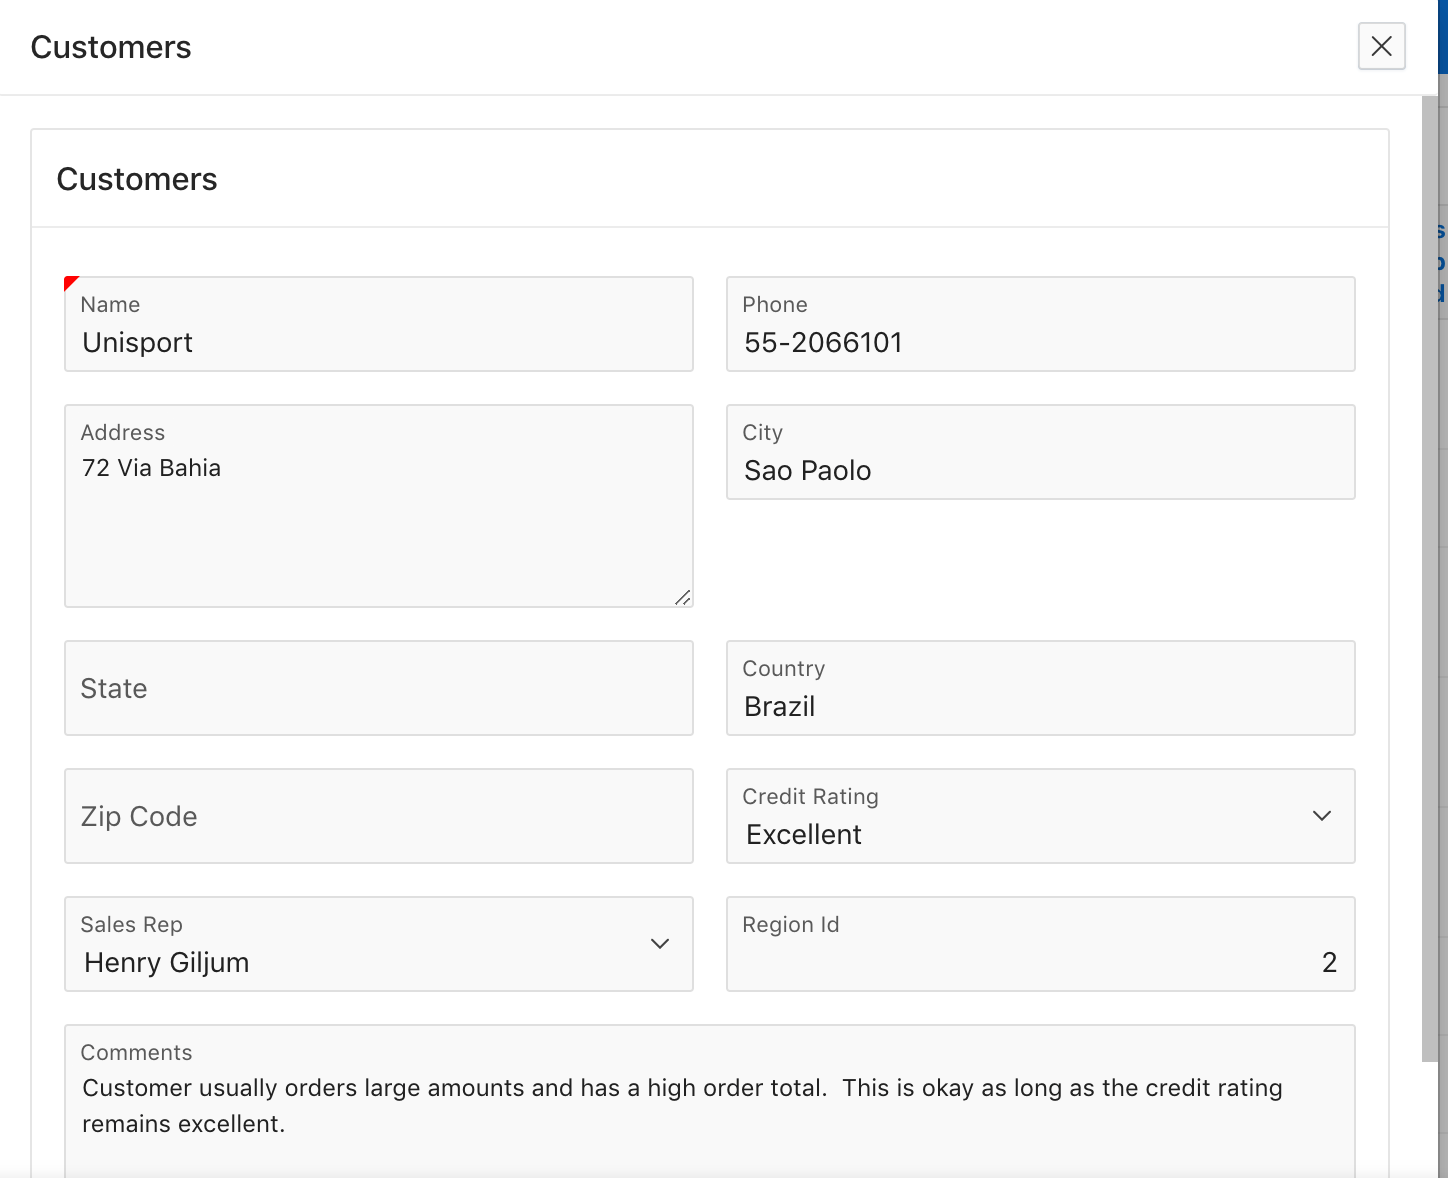 Customers
Customers
Name
Unisport
Phone
55-2066101
Address
72 Via Bahia
City
Sao Paolo
State
Country
Brazil
Zip Code
Credit Rating
Excellent
Sales Rep
Henry Giljum
Region Id
2
Comments
Customer usually orders large amounts and has a high order total.  This is okay as long as the credit rating
remains excellent.